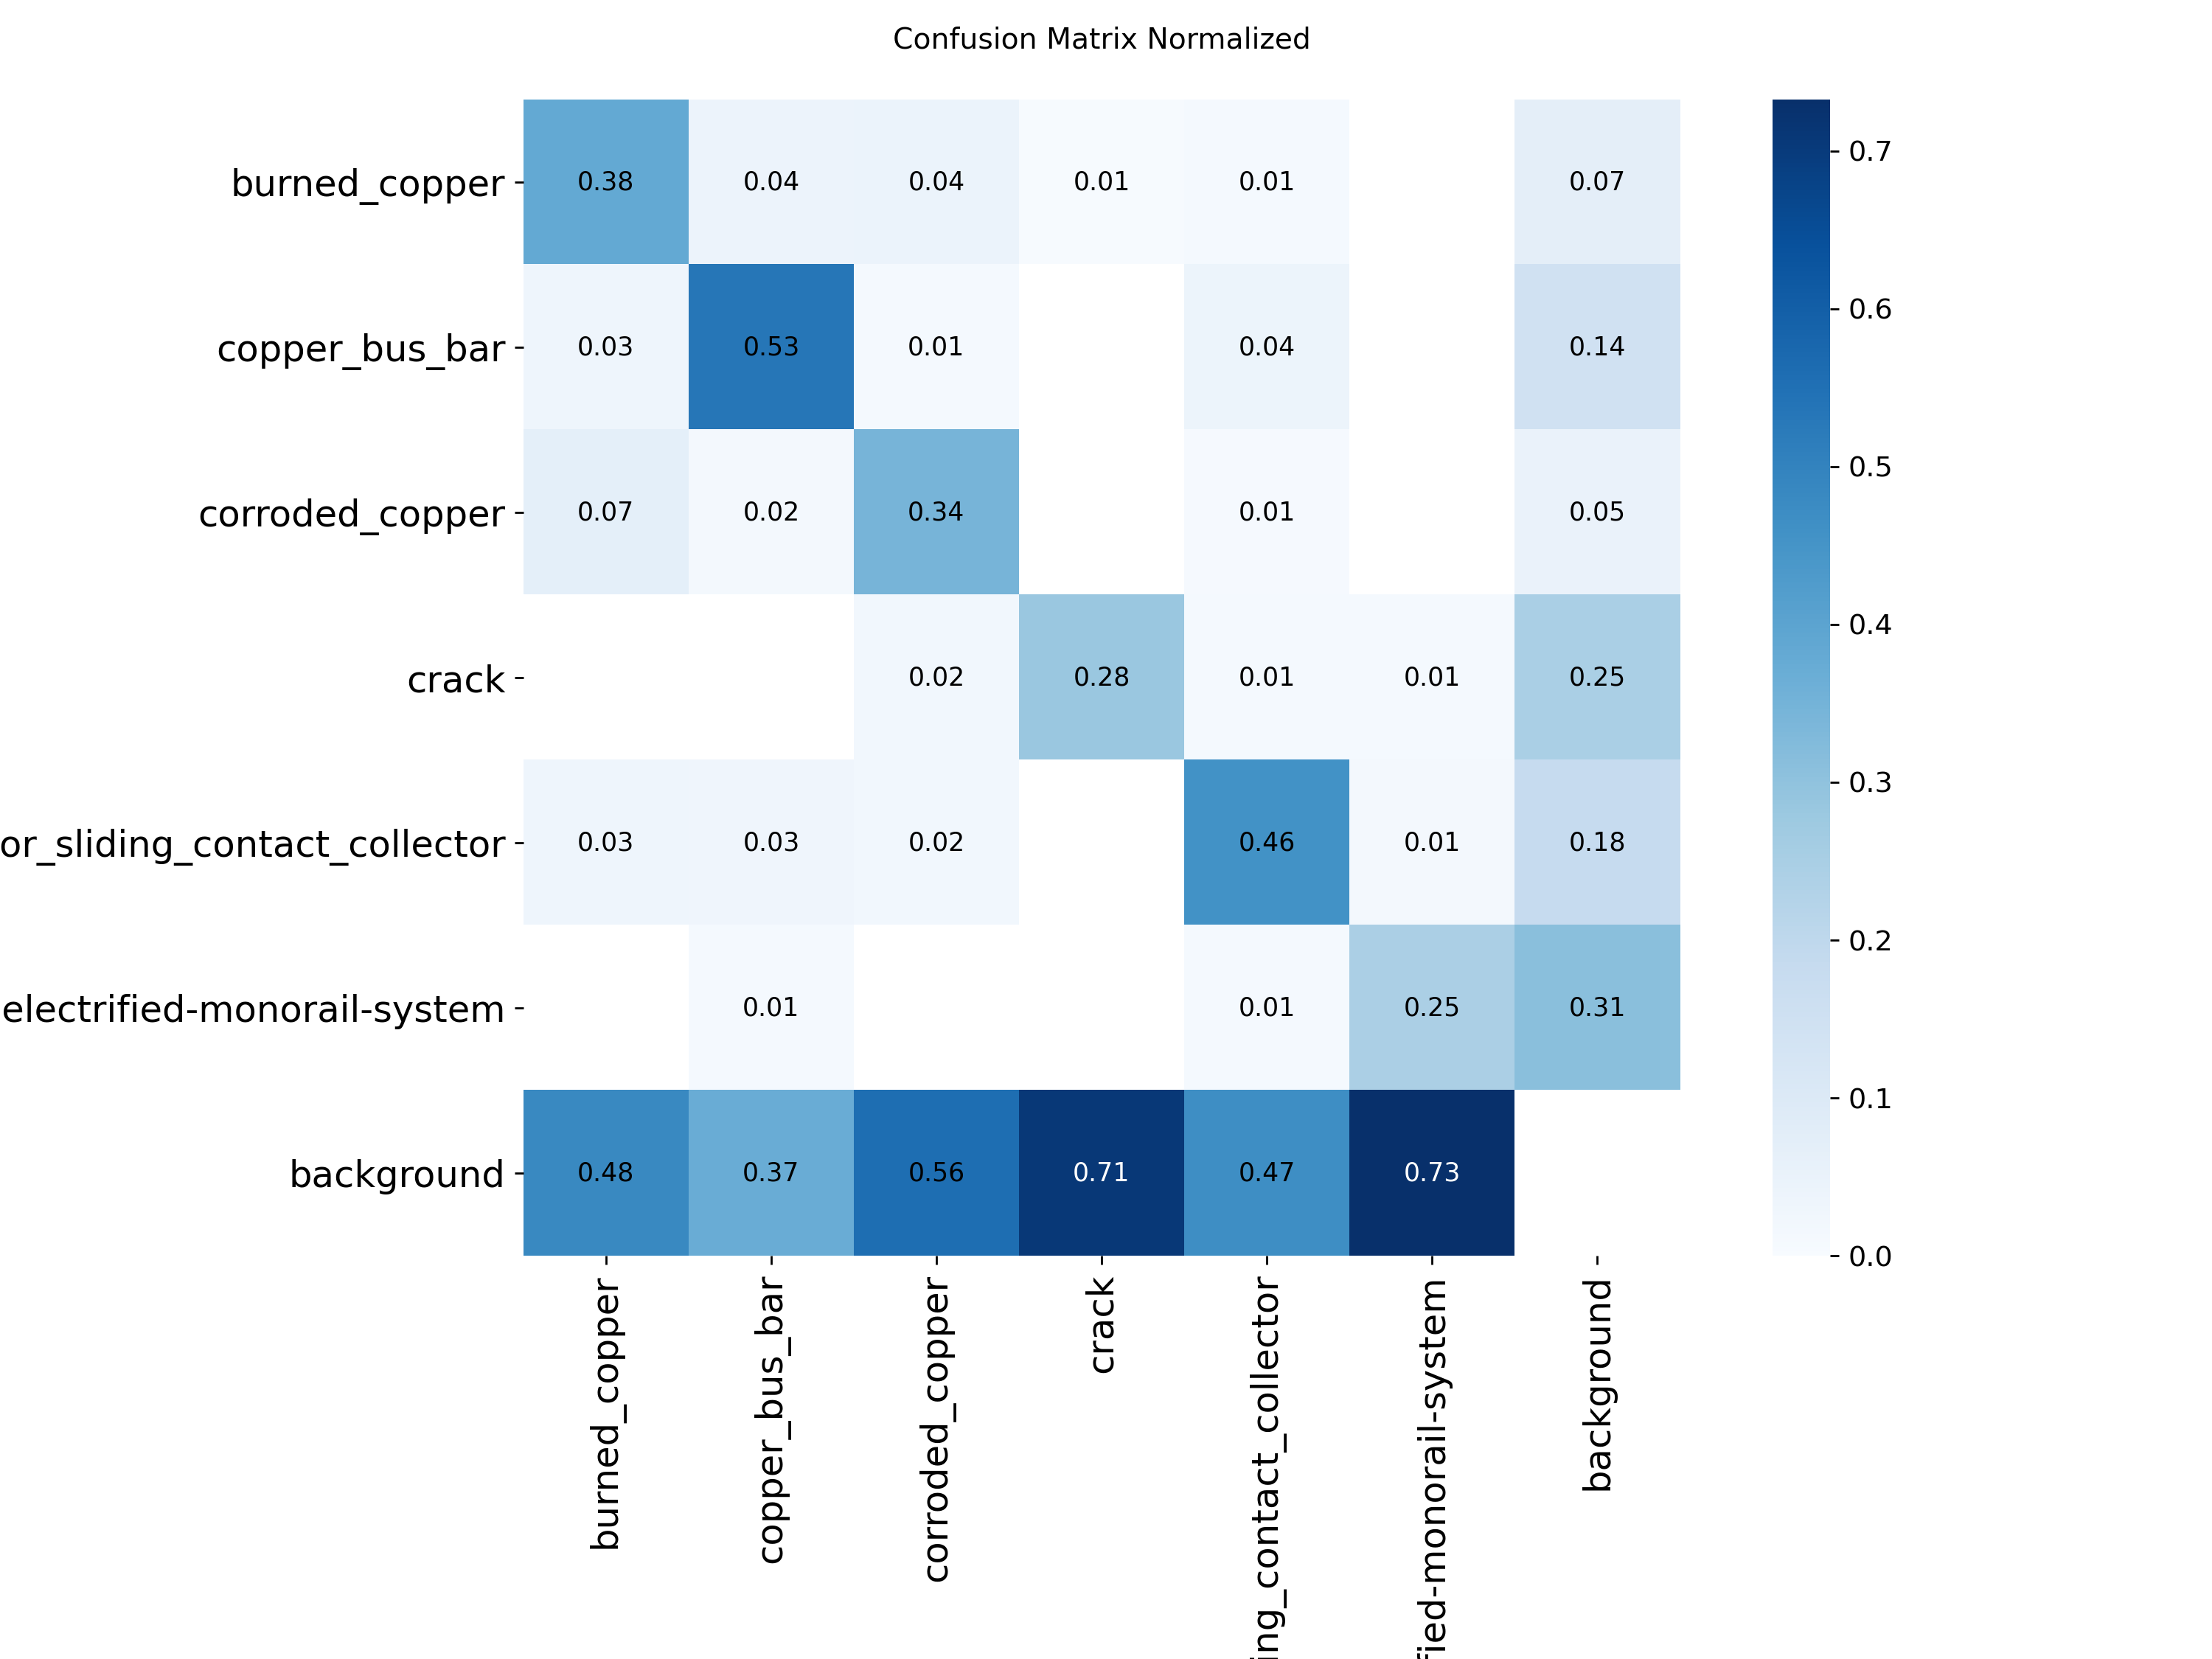 Confusion Matrix Normalized
burned_copper 0.38 0.04 0.04 0.01 0.01 0.07
copper_bus_bar 0.03 0.53 0.01 0.04 0.14
corroded_copper 0.07 0.02 0.34 0.01 0.05
crack 0.02 0.28 0.01 0.01 0.25
or_sliding_contact_collector 0.03 0.03 0.02 0.46 0.01 0.18
electrified-monorail-system 0.01 0.01 0.25 0.31
background 0.48 0.37 0.56 0.71 0.47 0.73
burned_copper
copper_bus_bar
corroded_copper
crack
ing_contact_collector
fied-monorail-system
background
0.7
0.6
0.5
0.4
0.3
0.2
0.1
0.0